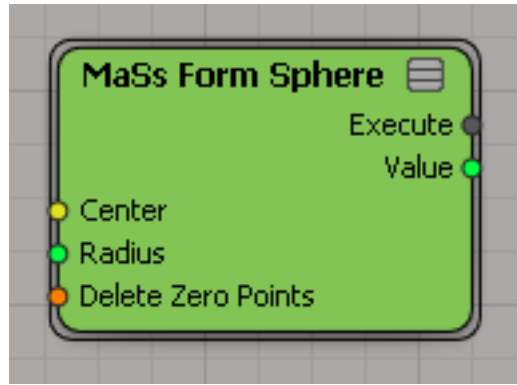 MaSs Form Sphere
Execute
Value
Center
Radius
Delete Zero Points